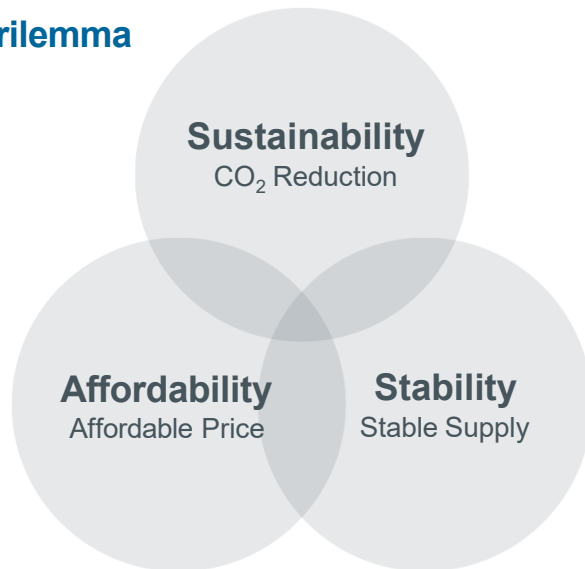 rilemma
Sustainability
CO₂ Reduction
Affordability
Affordable Price
Stability
Stable Supply